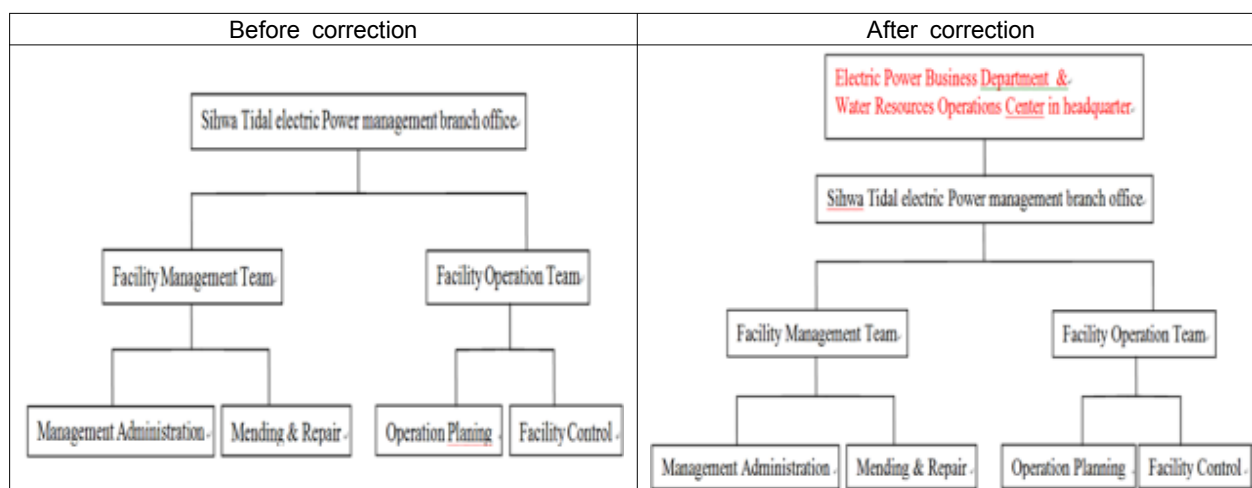 Before correction
After correction
Sihwa Tidal electric Power management branch office
Facility Management Team
Facility Operation Team
Management Administration
Mending & Repair
Operation Planing
Facility Control
Electric Power Business Department &
Water Resources Operations Center in headquarter
Sihwa Tidal electric Power management branch office
Facility Management Team
Facility Operation Team
Management Administration
Mending & Repair
Operation Planning
Facility Control